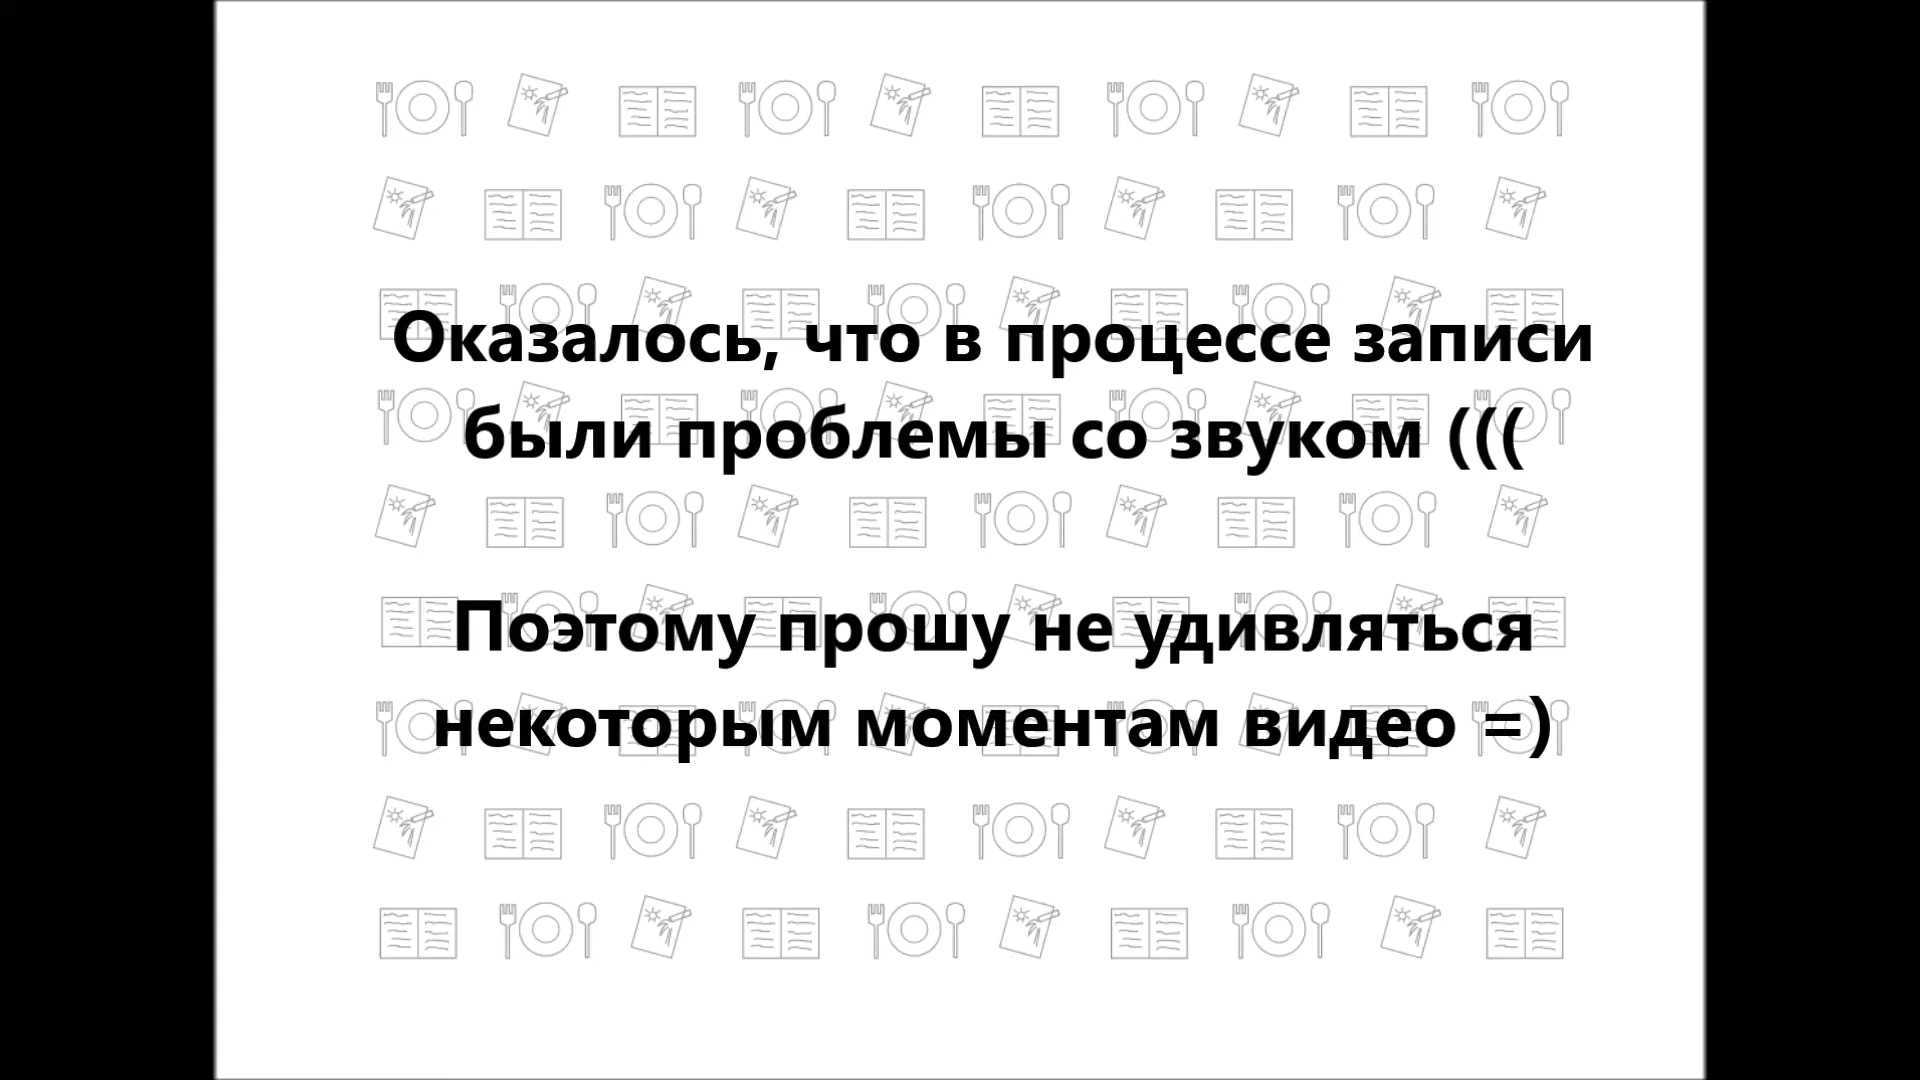 Оказалось, что в процессе записи
были проблемы со звуком (((
Поэтому прошу не удивляться
некоторым моментам видео =)